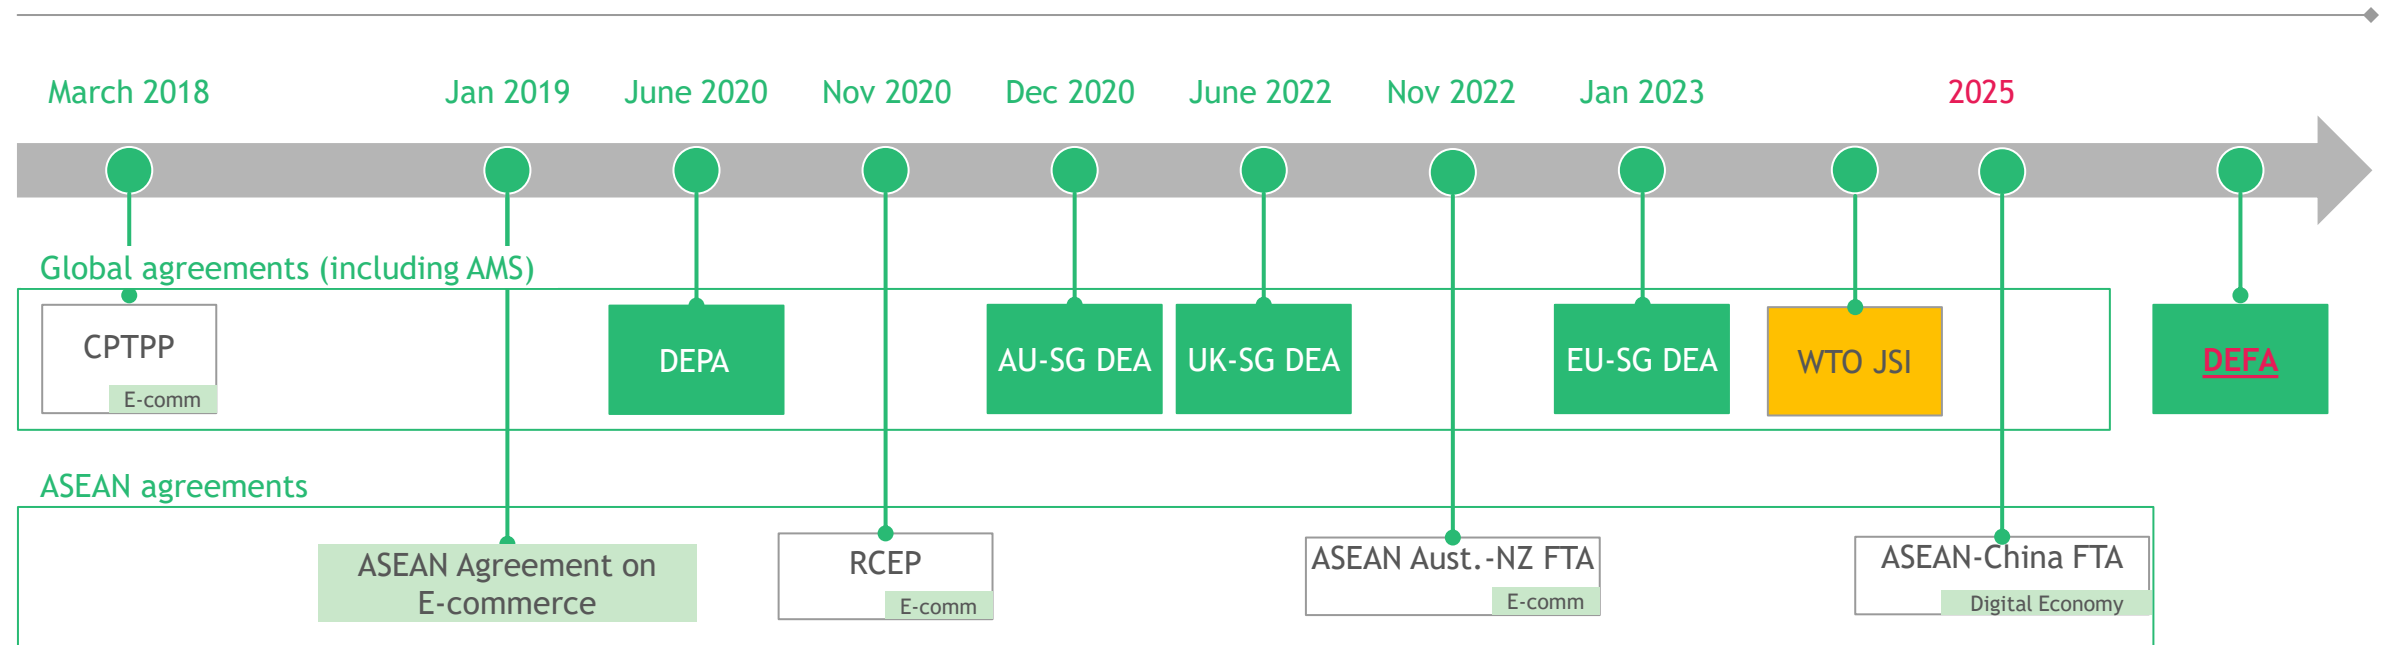 March 2018
Jan 2019
June 2020
Nov 2020
Dec 2020
June 2022
Nov 2022
Jan 2023
2025
Global agreements (including AMS)
CPTPP
E-comm
DEPA
AU-SG DEA
UK-SG DEA
EU-SG DEA
WTO JSI
DEFA
ASEAN agreements
ASEAN Agreement on
E-commerce
RCEP
E-comm
ASEAN Aust.-NZ FTA
E-comm
ASEAN-China FTA
Digital Economy